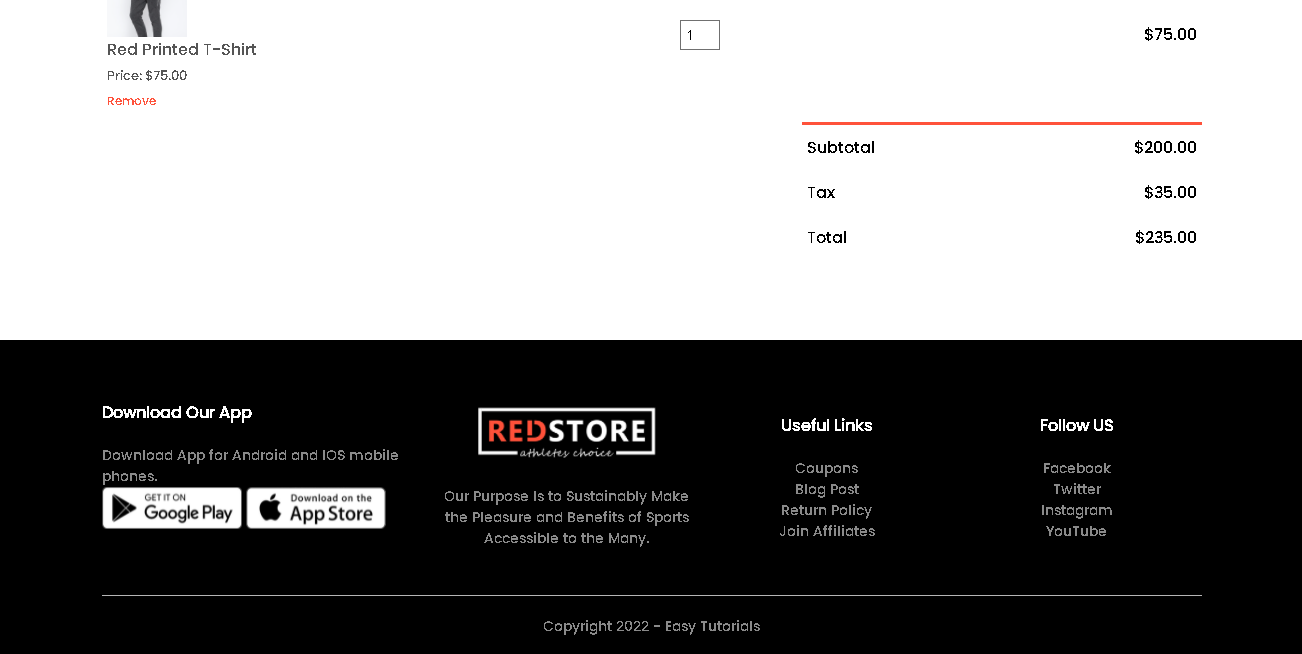 Red Printed T-Shirt
Price: $75.00
Remove
1
$75.00
Subtotal $200.00
Tax $35.00
Total $235.00
Download Our App
Download App for Android and IOS mobile
phones.
GET IT ON
Google Play
Download on the
App Store
REDSTORE
athletes choice
Our Purpose Is to Sustainably Make
the Pleasure and Benefits of Sports
Accessible to the Many.
Useful Links
Coupons
Blog Post
Return Policy
Join Affiliates
Follow US
Facebook
Twitter
Instagram
YouTube
Copyright 2022 - Easy Tutorials